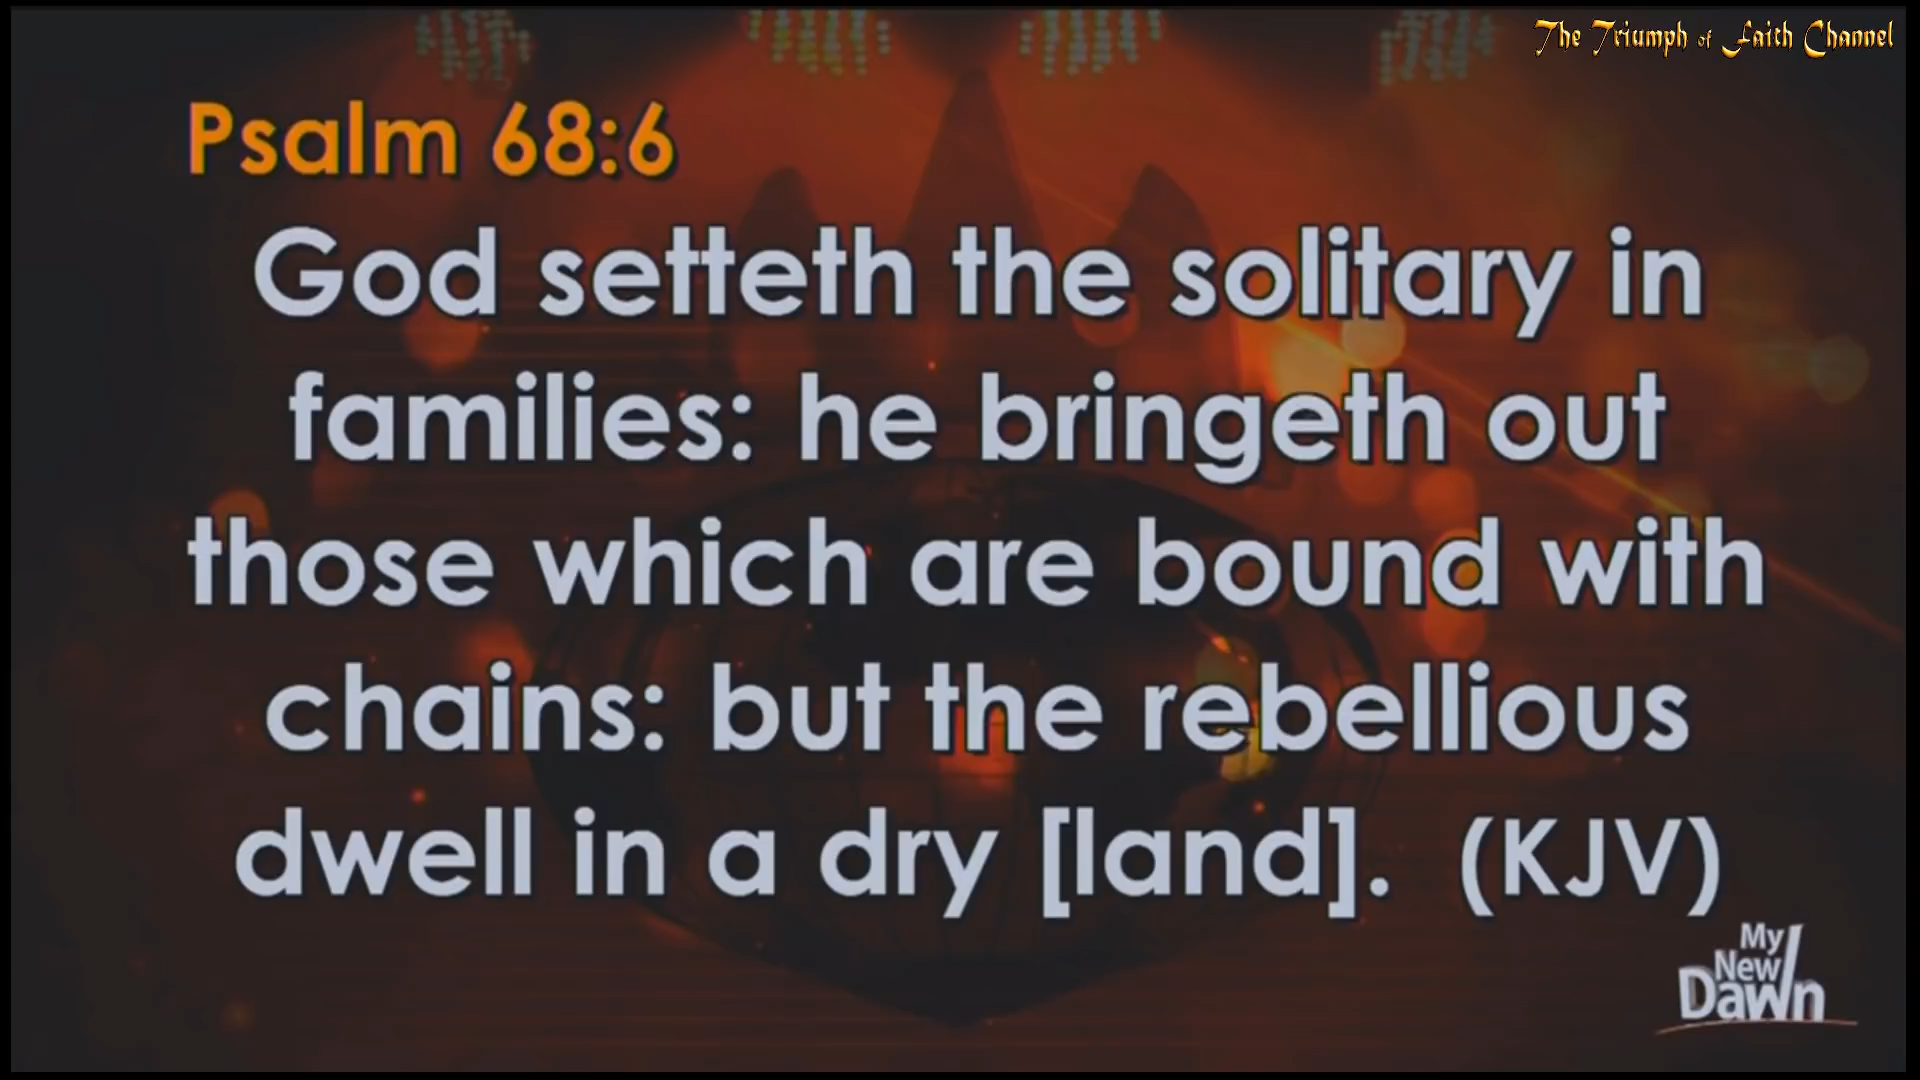 The Triumph of Faith Channel
Psalm 68:6
God setteth the solitary in
families: he bringeth out
those which are bound with
chains: but the rebellious
dwell in a dry [land]. (KJV)
My
New
Dawn